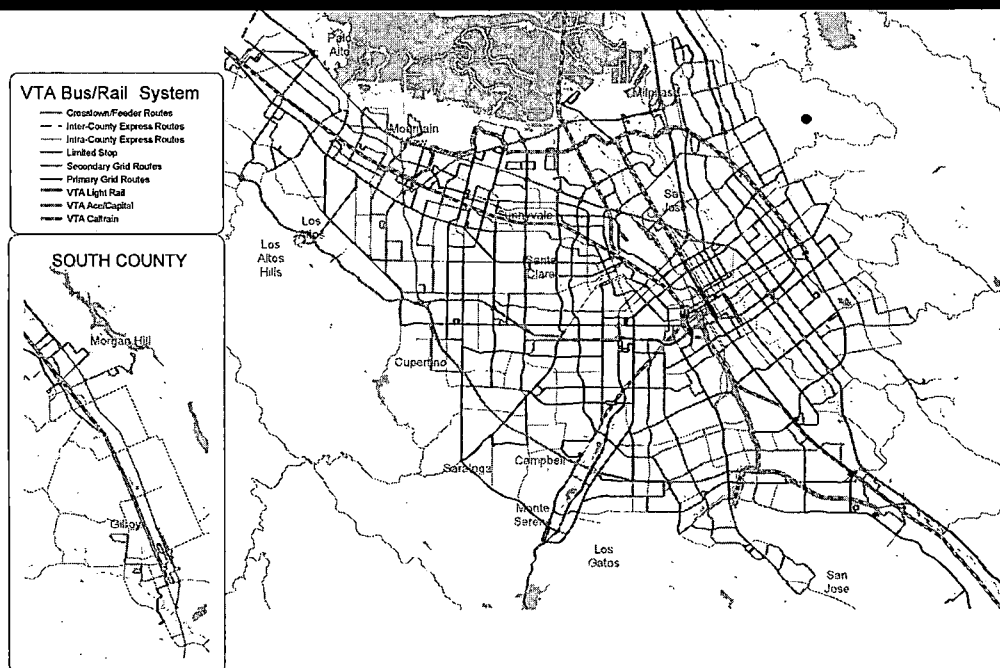 VTA Bus/Rail System
Crosstown/Feeder Routes
Inter-County Express Routes
Intra-County Express Routes
Limited Stop
Secondary Grid Routes
Primary Grid Routes
VTA Light Rail
VTA Ace/Capital
VTA Caltrain
SOUTH COUNTY
Morgan Hill
Gilroy
Palo
Alto
Milpitas
Mountain
San
Jose
Sunnyvale
Los
Altos
Los
Altos
Hills
Santa
Clara
Cupertino
Saratoga
Campbell
Monte
Sereno
Los
Gatos
San
Jose